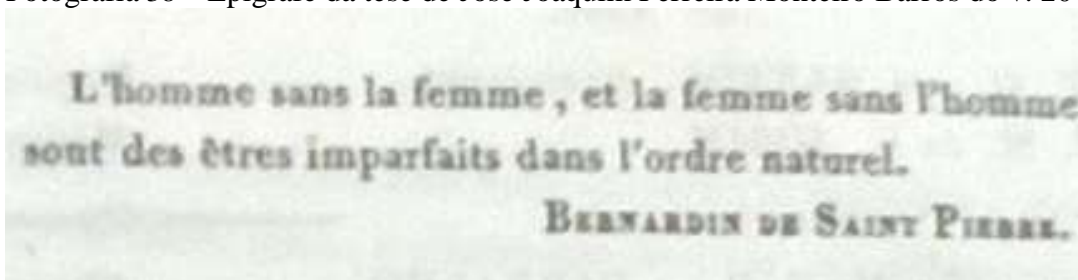 L'homme sans la femme, et la femme sans l'homme
sont des êtres imparfaits dans l'ordre naturel.
BERNARDIN DE SAINT PIERRE.